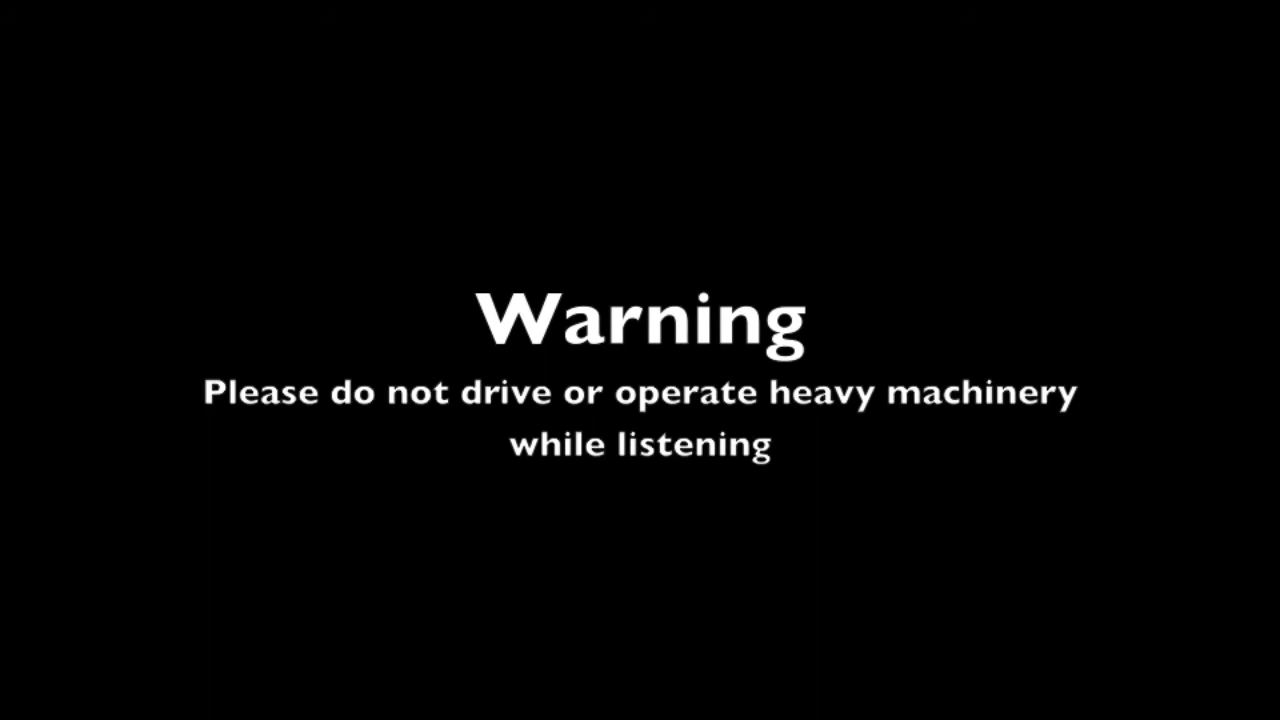 Warning
Please do not drive or operate heavy machinery
while listening